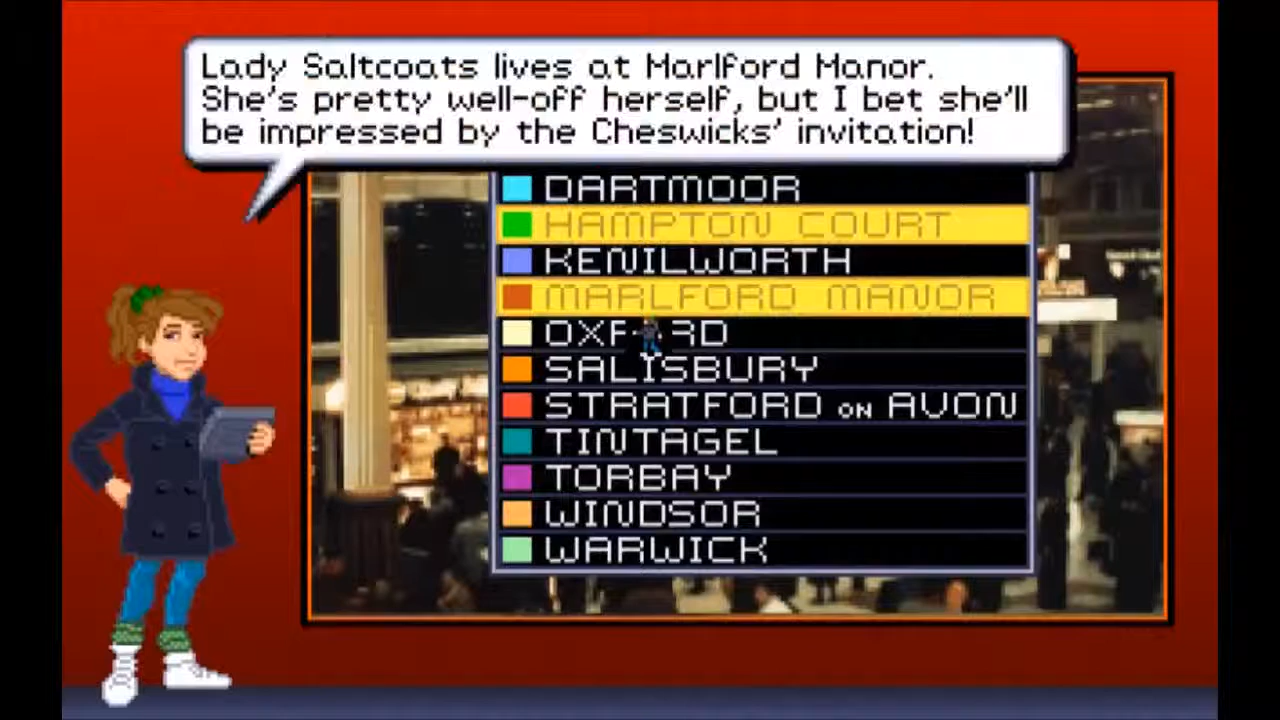 Lady Saltcoats lives at Marlford Manor.
She's pretty well-off herself, but I bet she'll
be impressed by the Cheswicks' invitation!
DARTMOOR
HAMPTON COURT
KENILWORTH
MARLFORD MANOR
OXFORD
SALISBURY
STRATFORD ON AVON
TINTAGEL
TORBAY
WINDSOR
WARWICK